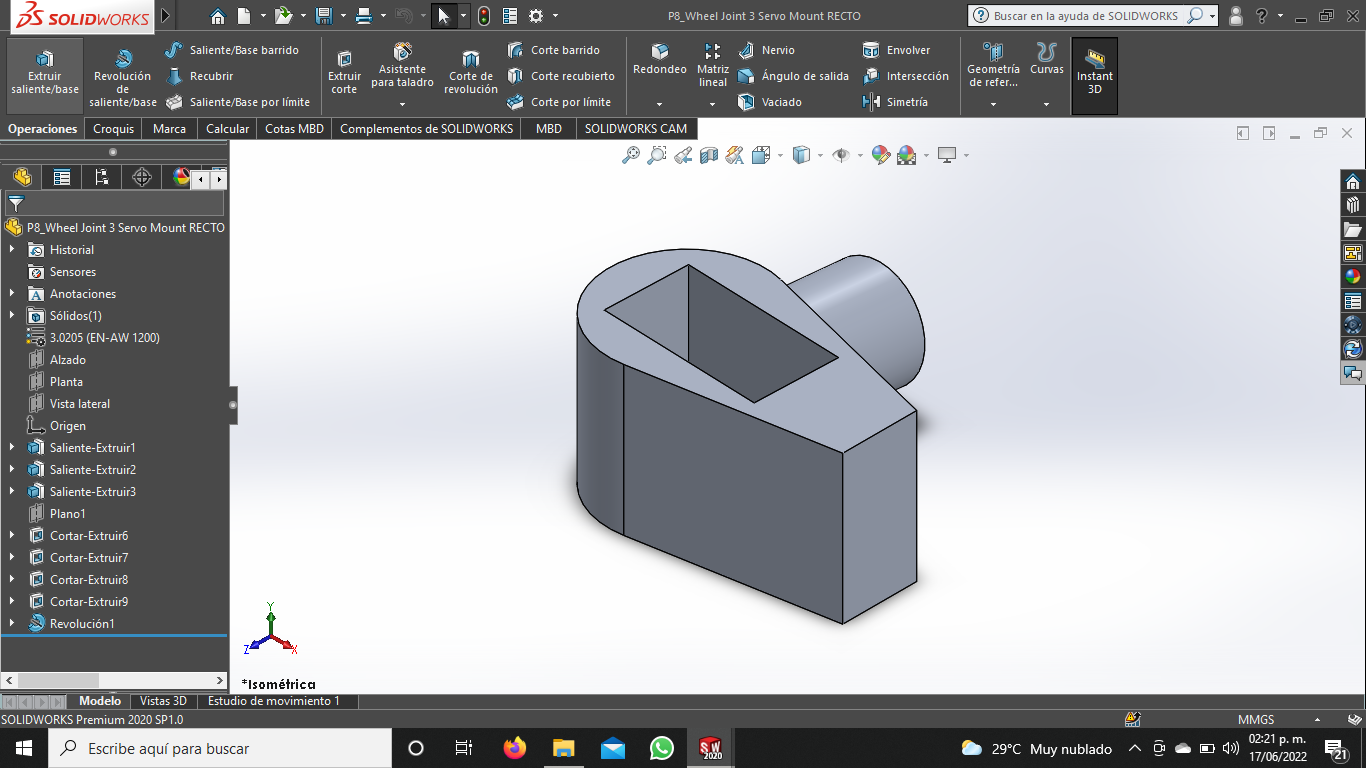 SOLIDWORKS
P8_Wheel Joint 3 Servo Mount RECTO
Buscar en la ayuda de SOLIDWORKS
Extruir saliente/base
Revolución de saliente/base
Saliente/Base barrido
Recubrir
Saliente/Base por límite
Extruir corte
Asistente para taladro
Corte de revolución
Corte barrido
Corte recubierto
Corte por límite
Redondeo
Matriz lineal
Nervio
Ángulo de salida
Vaciado
Envolver
Intersección
Simetría
Geometría de refer...
Curvas
Instant 3D
Operaciones
Croquis
Marca
Calcular
Cotas MBD
Complementos de SOLIDWORKS
MBD
SOLIDWORKS CAM
P8_Wheel Joint 3 Servo Mount RECTO
Historial
Sensores
Anotaciones
Sólidos(1)
3.0205 (EN-AW 1200)
Alzado
Planta
Vista lateral
Origen
Saliente-Extruir1
Saliente-Extruir2
Saliente-Extruir3
Plano1
Cortar-Extruir6
Cortar-Extruir7
Cortar-Extruir8
Cortar-Extruir9
Revolución1
Y
Z
X
*Isométrica
Modelo
Vistas 3D
Estudio de movimiento 1
SOLIDWORKS Premium 2020 SP1.0
MMGS
Escribe aquí para buscar
SW
2020
29°C Muy nublado
02:21 p. m.
17/06/2022
21